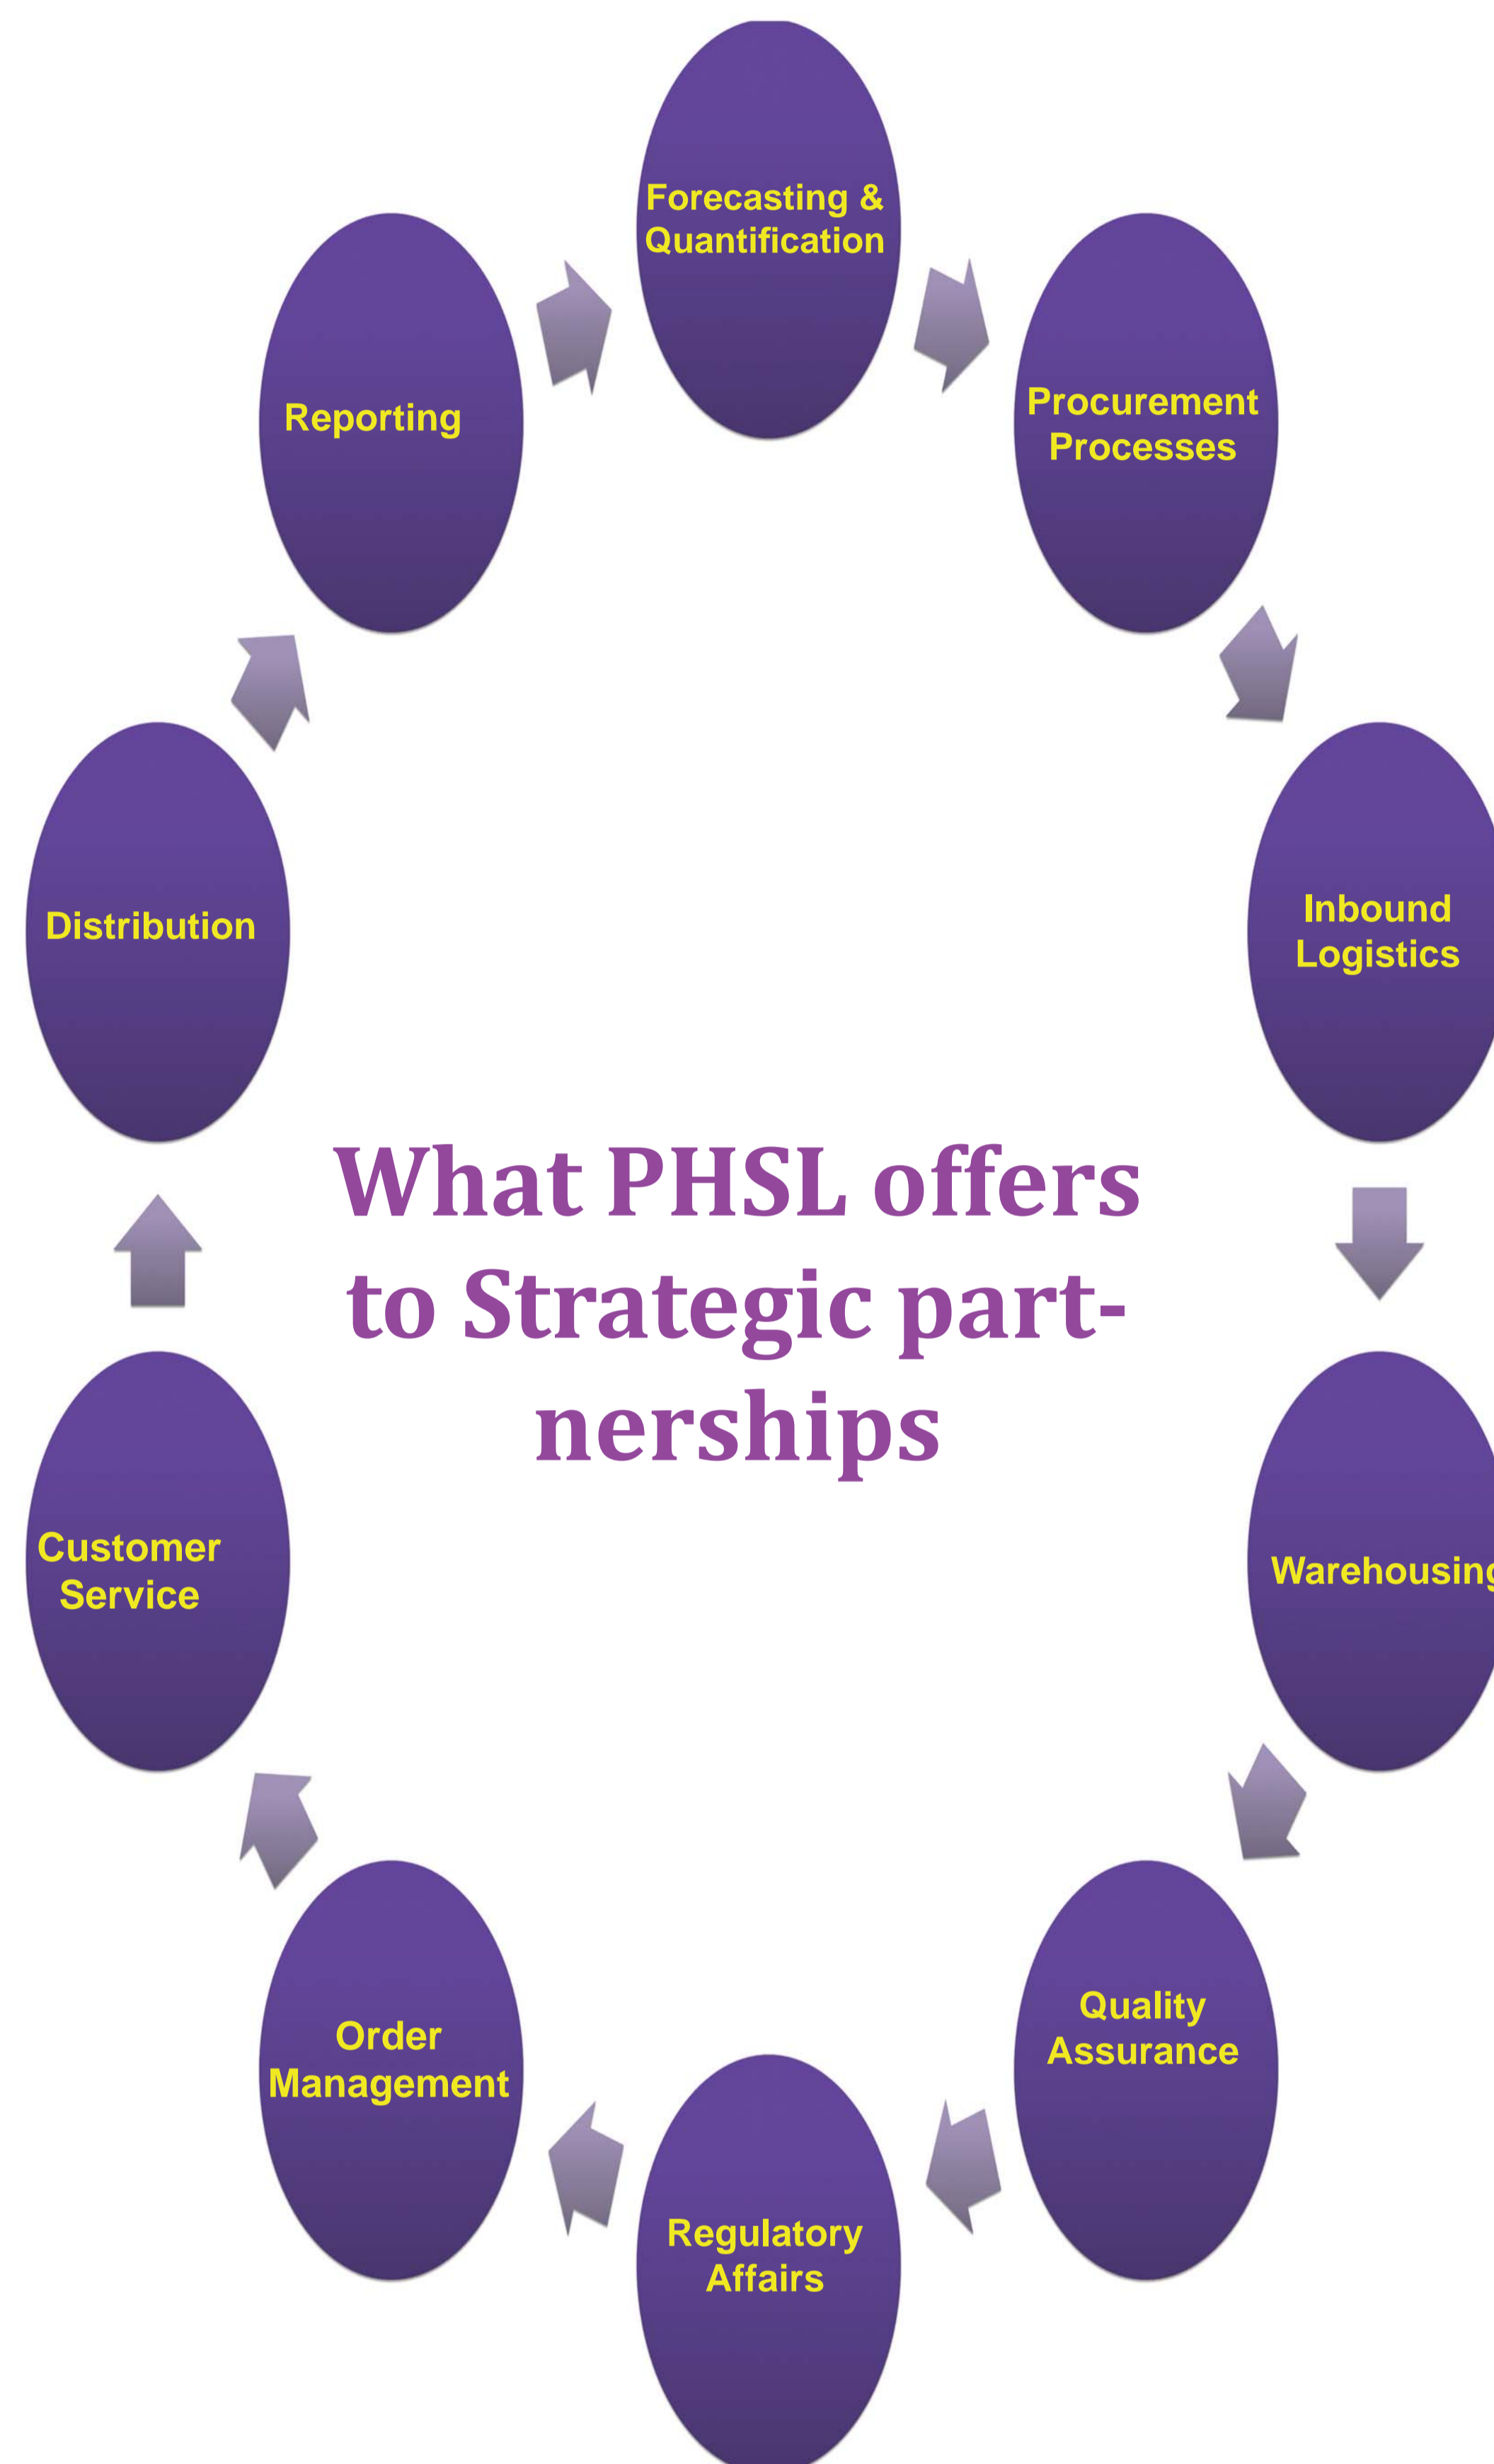 Forecasting &
Quantification
Procurement
Processes
Inbound
Logistics
Warehousing
Quality
Assurance
Regulatory
Affairs
Order
Management
Customer
Service
Distribution
Reporting
What PHSL offers
to Strategic part-
nerships